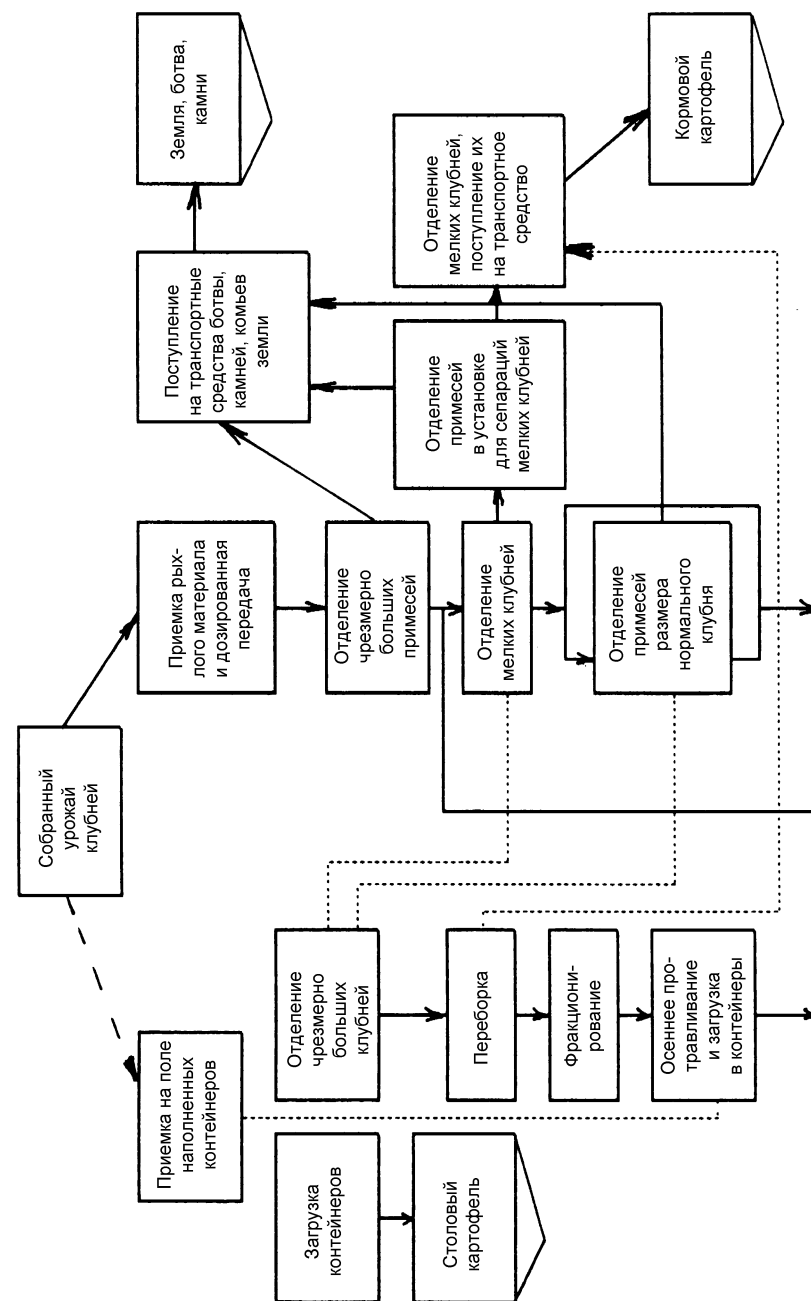 Собранный
урожай
клубней
Приемка на поле
наполненных
контейнеров
Приемка рых-
лого материала
и дозированная
передача
Поступление
на транспортные
средства ботвы,
камней, комьев
земли
Земля, ботва,
камни
Загрузка
контейнеров
Отделение
чрезмерно
больших
клубней
Отделение
чрезмерно
больших
примесей
Столовый
картофель
Переборка
Отделение
мелких клубней
Отделение
примесей
в установке
для сепараций
мелких клубней
Отделение
мелких клубней,
поступление их
на транспортное
средство
Фракциони-
рование
Отделение
примесей
размера
нормального
клубня
Осеннее про-
травливание
и загрузка
в контейнеры
Кормовой
картофель